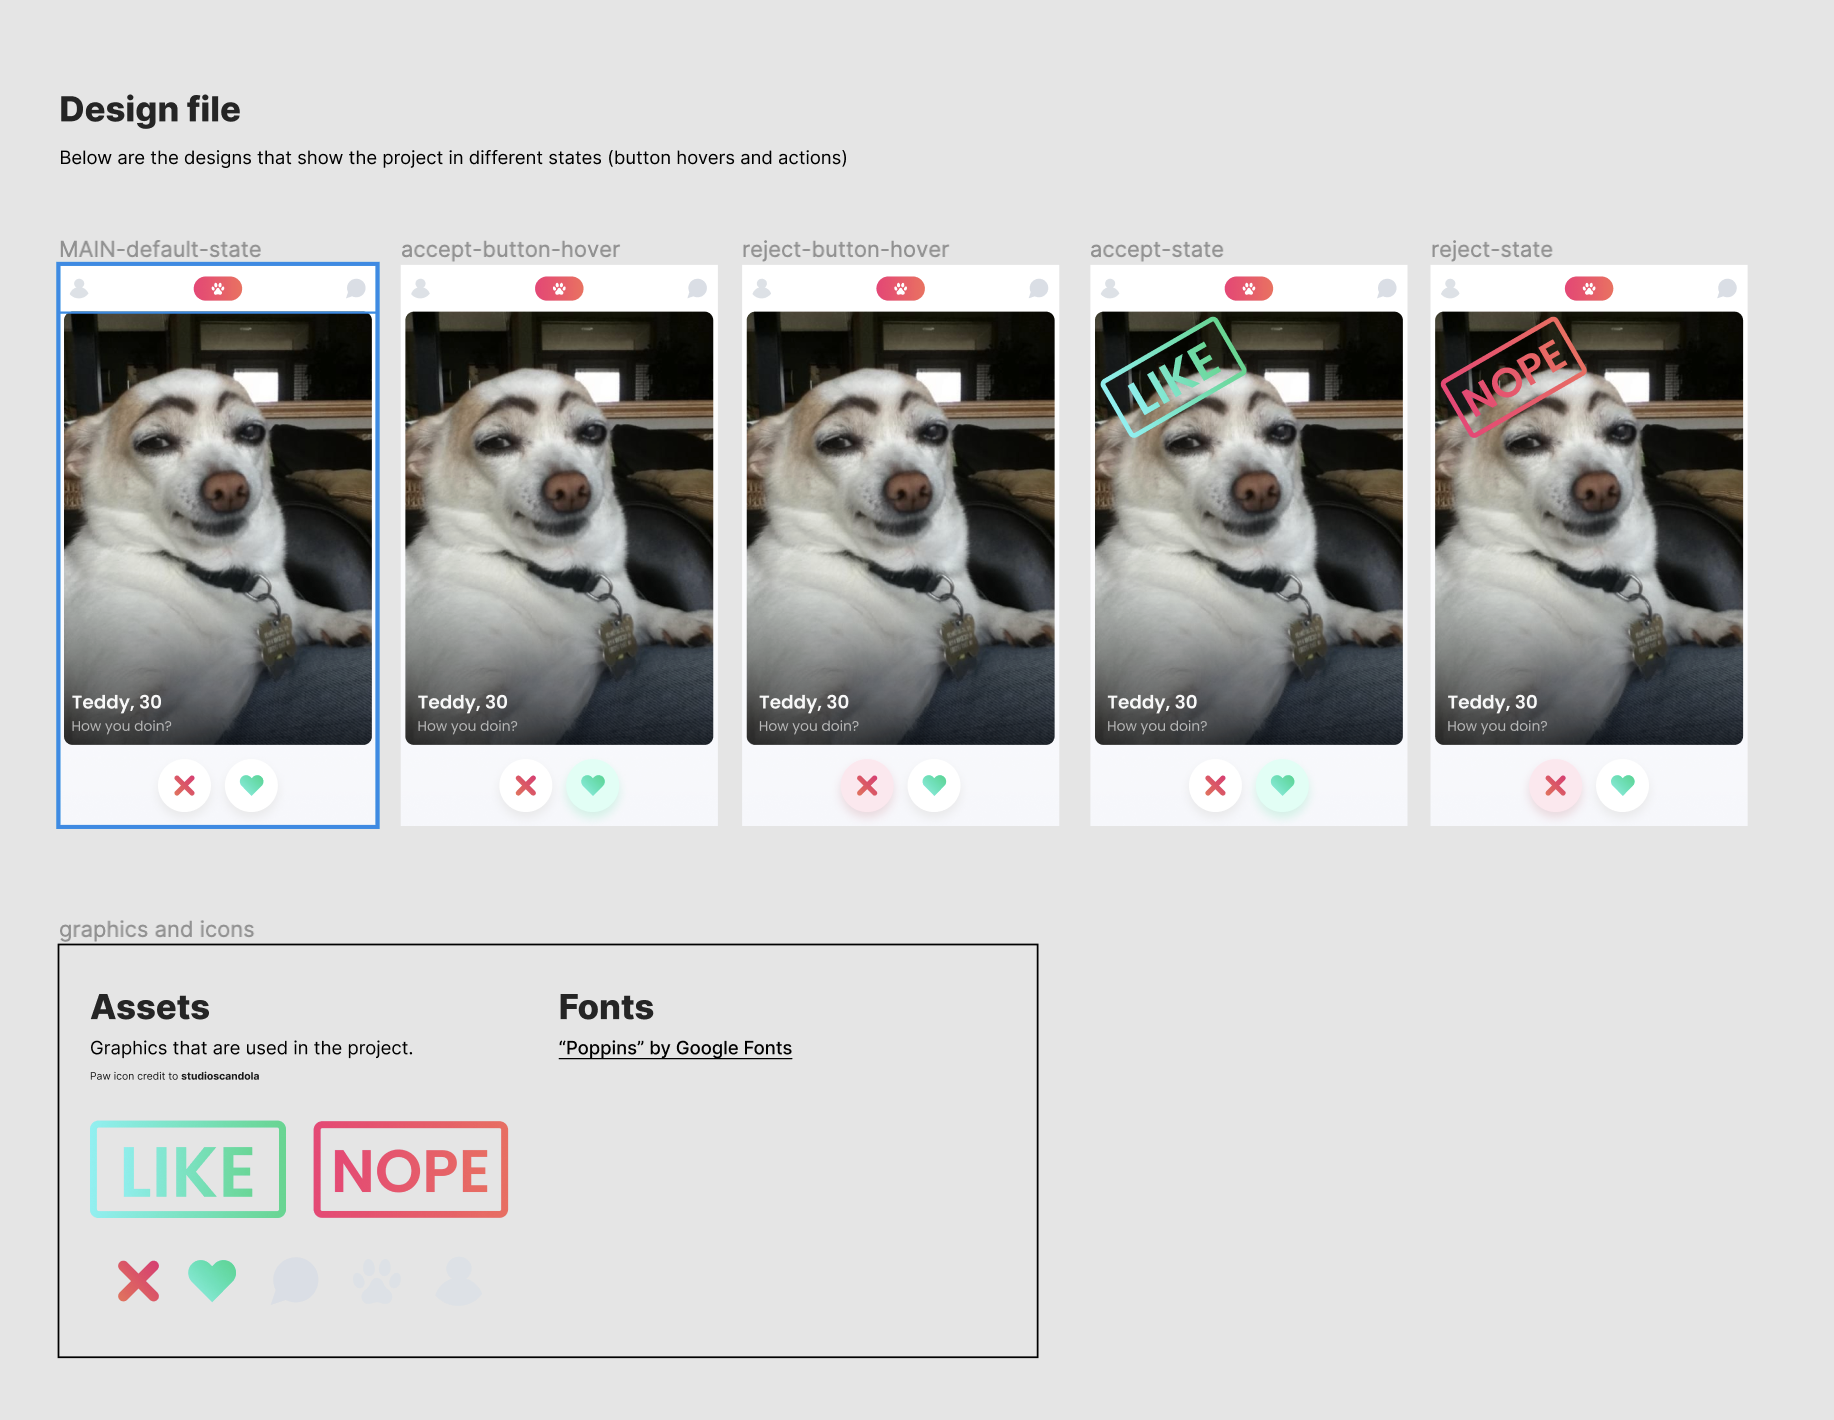 Design file
Below are the designs that show the project in different states (button hovers and actions)
MAIN-default-state
accept-button-hover
reject-button-hover
accept-state
reject-state
LIKE
NOPE
Teddy, 30
How you doin?
Teddy, 30
How you doin?
Teddy, 30
How you doin?
Teddy, 30
How you doin?
Teddy, 30
How you doin?
graphics and icons
Assets
Graphics that are used in the project.
Paw icon credit to studioscandola
Fonts
“Poppins” by Google Fonts
LIKE
NOPE